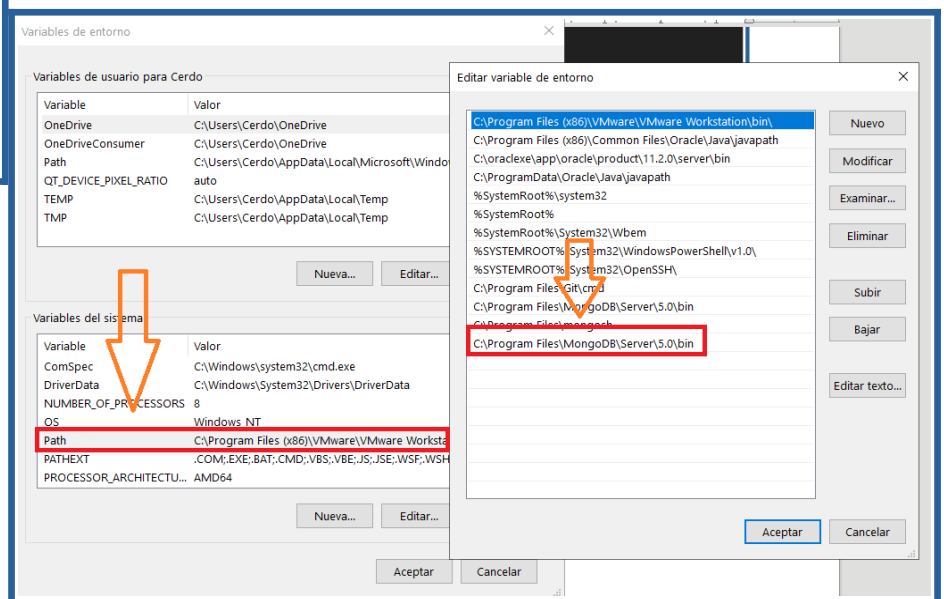 Variables de entorno
Variables de usuario para Cerdo
Variable Valor
OneDrive C:\Users\Cerdo\OneDrive
OneDriveConsumer C:\Users\Cerdo\OneDrive
Path C:\Users\Cerdo\AppData\Local\Microsoft\Windo
QT_DEVICE_PIXEL_RATIO auto
TEMP C:\Users\Cerdo\AppData\Local\Temp
TMP C:\Users\Cerdo\AppData\Local\Temp
Nueva... Editar...
Variables del sistema
Variable Valor
ComSpec C:\Windows\system32\cmd.exe
DriverData C:\Windows\System32\Drivers\DriverData
NUMBER_OF_PROCESSORS 8
OS Windows_NT
Path C:\Program Files (x86)\VMware\VMware Worksta
PATHEXT .COM;.EXE;.BAT;.CMD;.VBS;.VBE;.JS;.JSE;.WSF;.WSH
PROCESSOR_ARCHITECTU... AMD64
Nueva... Editar...
Aceptar Cancelar
Editar variable de entorno
C:\Program Files (x86)\VMware\VMware Workstation\bin\
C:\Program Files (x86)\Common Files\Oracle\Java\javapath
C:\oraclexe\app\oracle\product\11.2.0\server\bin
C:\ProgramData\Oracle\Java\javapath
%SystemRoot%\system32
%SystemRoot%
%SystemRoot%\System32\Wbem
%SYSTEMROOT%\System32\WindowsPowerShell\v1.0\
%SYSTEMROOT%\System32\OpenSSH\
C:\Program Files\Git\cmd
C:\Program Files\MongoDB\Server\5.0\bin
C:\Program Files\mongosh
C:\Program Files\MongoDB\Server\5.0\bin
Nuevo
Modificar
Examinar...
Eliminar
Subir
Bajar
Editar texto...
Aceptar Cancelar